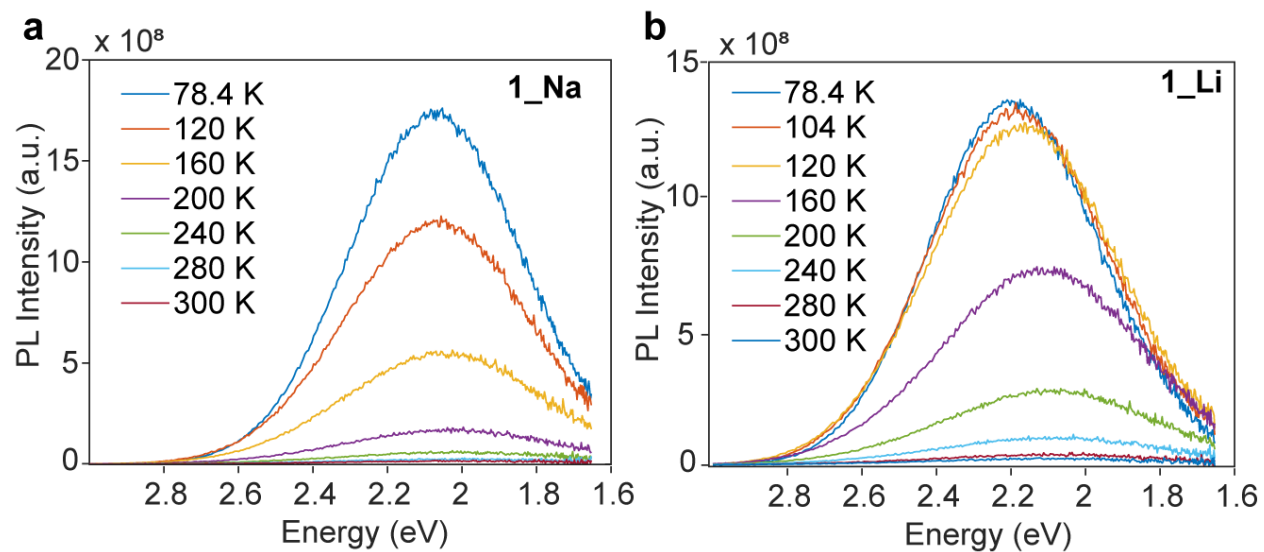 a
x 10⁸
20
15
10
5
0
PL Intensity (a.u.)
1_Na
78.4 K
120 K
160 K
200 K
240 K
280 K
300 K
2.8 2.6 2.4 2.2 2 1.8 1.6
Energy (eV)
b
x 10⁸
15
10
5
0
PL Intensity (a.u.)
1_Li
78.4 K
104 K
120 K
160 K
200 K
240 K
280 K
300 K
2.8 2.6 2.4 2.2 2 1.8 1.6
Energy (eV)